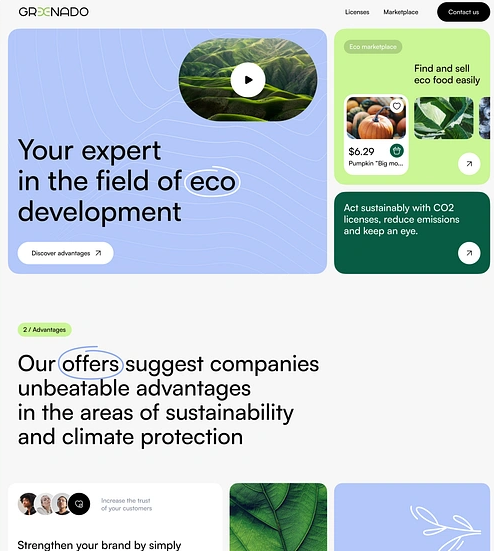 GREENADO
Licenses
Marketplace
Contact us
Your expert
in the field of eco
development
Discover advantages
Eco marketplace
Find and sell
eco food easily
$6.29
Pumpkin "Big mo...
Act sustainably with CO2
licenses, reduce emissions
and keep an eye.
2 / Advantages
Our offers suggest companies
unbeatable advantages
in the areas of sustainability
and climate protection
Increase the trust
of your customers
Strengthen your brand by simply